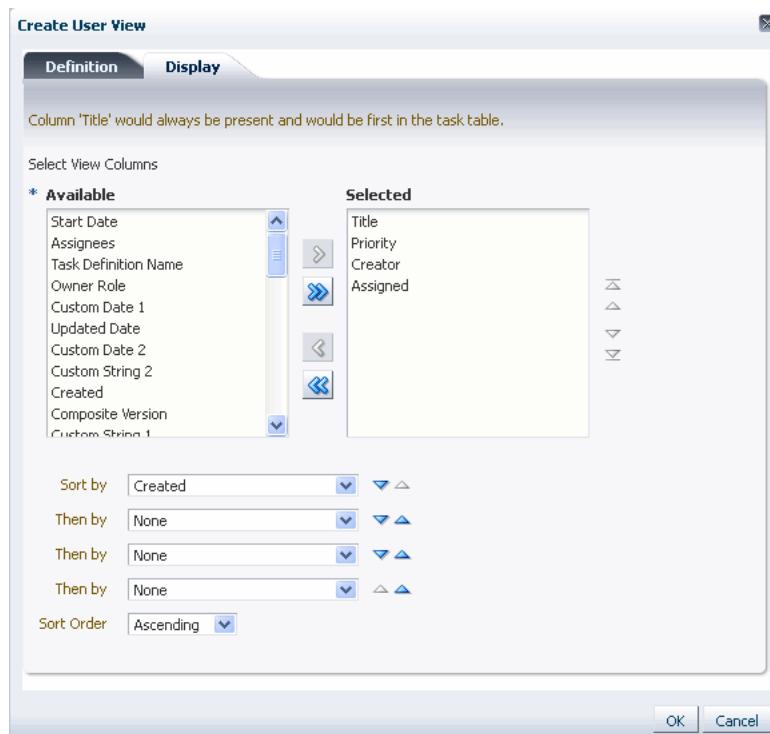 Create User View
Definition
Display
Column 'Title' would always be present and would be first in the task table.
Select View Columns
* Available
Selected
Start Date
Assignees
Task Definition Name
Owner Role
Custom Date 1
Updated Date
Custom Date 2
Custom String 2
Created
Composite Version
Custom String 1
Title
Priority
Creator
Assigned
Sort by Created
Then by None
Then by None
Then by None
Sort Order Ascending
OK Cancel